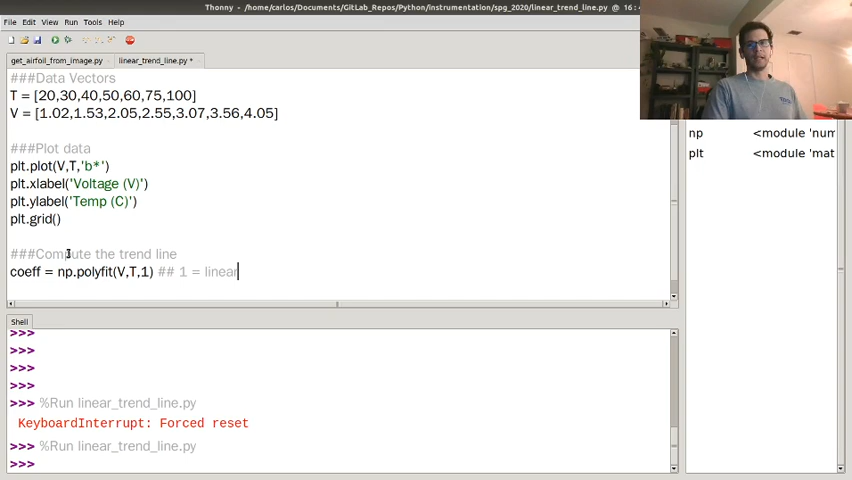 Thonny - /home/carlos/Documents/GitLab_Repos/Python/instrumentation/spg_2020/linear_trend_line.py @ 16:4
File Edit View Run Tools Help
get_airfoil_from_image.py
linear_trend_line.py *
###Data Vectors
T = [20,30,40,50,60,75,100]
V = [1.02,1.53,2.05,2.55,3.07,3.56,4.05]
###Plot data
plt.plot(V,T,'b*')
plt.xlabel('Voltage (V)')
plt.ylabel('Temp (C)')
plt.grid()
###Compute the trend line
coeff = np.polyfit(V,T,1) ## 1 = linear
np <module 'num
plt <module 'mat
Shell
>>>
>>>
>>>
>>>
>>> %Run linear_trend_line.py
KeyboardInterrupt: Forced reset
>>> %Run linear_trend_line.py
>>>